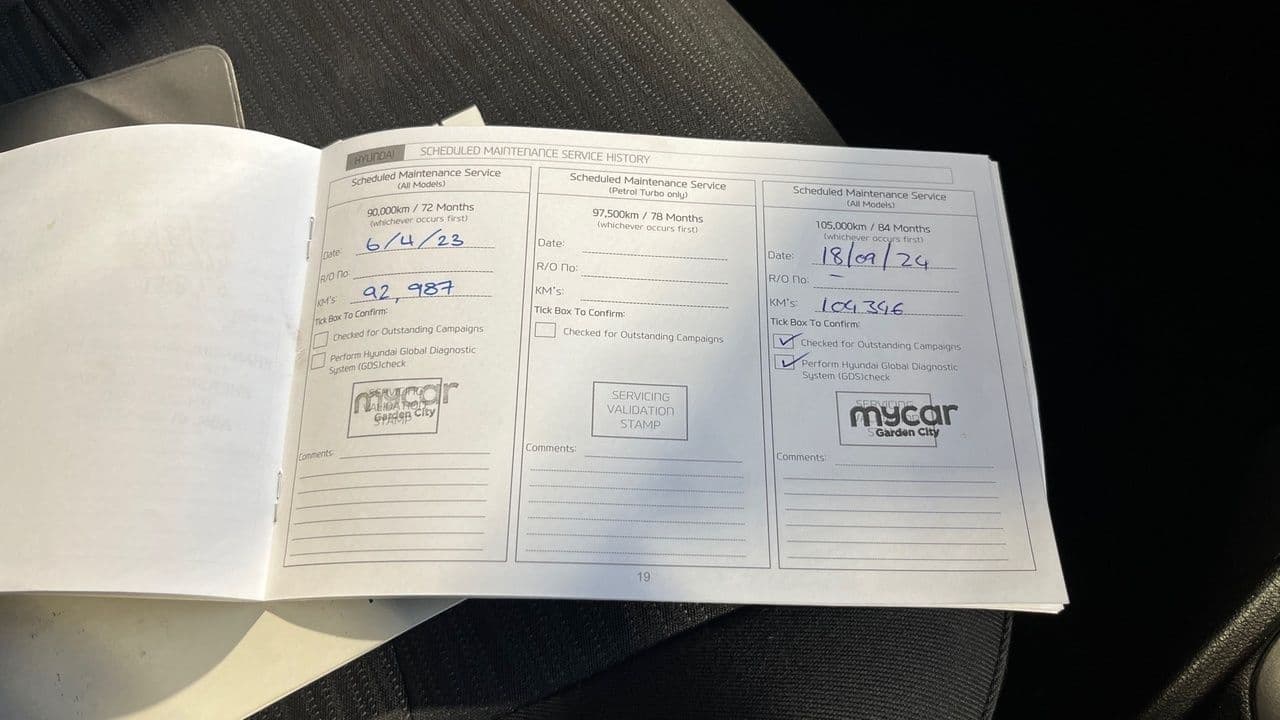 HYUNDAI SCHEDULED MAINTENANCE SERVICE HISTORY
Scheduled Maintenance Service
(All Models)
90,000km / 72 Months
(whichever occurs first)
Date: 6/4/23
R/O No:
KM's: 92,987
Tick Box To Confirm:
Checked for Outstanding Campaigns
Perform Hyundai Global Diagnostic
System (GDS)check
SERVICING
VALIDATION
STAMP
mycar
Garden City
Comments:
Scheduled Maintenance Service
(Petrol Turbo only)
97,500km / 78 Months
(whichever occurs first)
Date:
R/O No:
KM's:
Tick Box To Confirm:
Checked for Outstanding Campaigns
SERVICING
VALIDATION
STAMP
Comments:
Scheduled Maintenance Service
(All Models)
105,000km / 84 Months
(whichever occurs first)
Date: 18/09/24
R/O No: –
KM's: 104396
Tick Box To Confirm:
Checked for Outstanding Campaigns
Perform Hyundai Global Diagnostic
System (GDS)check
SERVICING
mycar
Garden City
Comments:
19